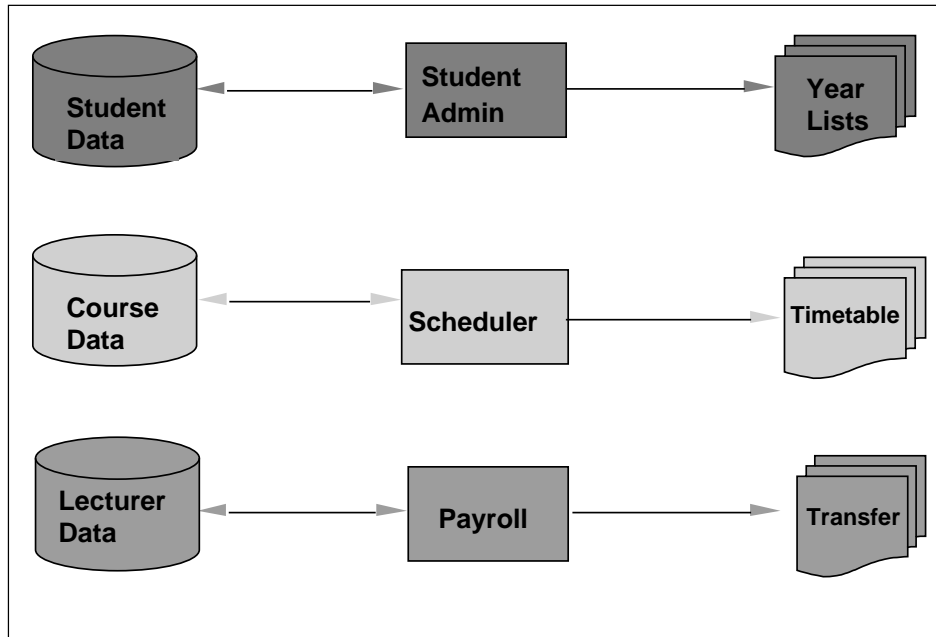 Student
Data
Student
Admin
Year
Lists
Course
Data
Scheduler
Timetable
Lecturer
Data
Payroll
Transfer